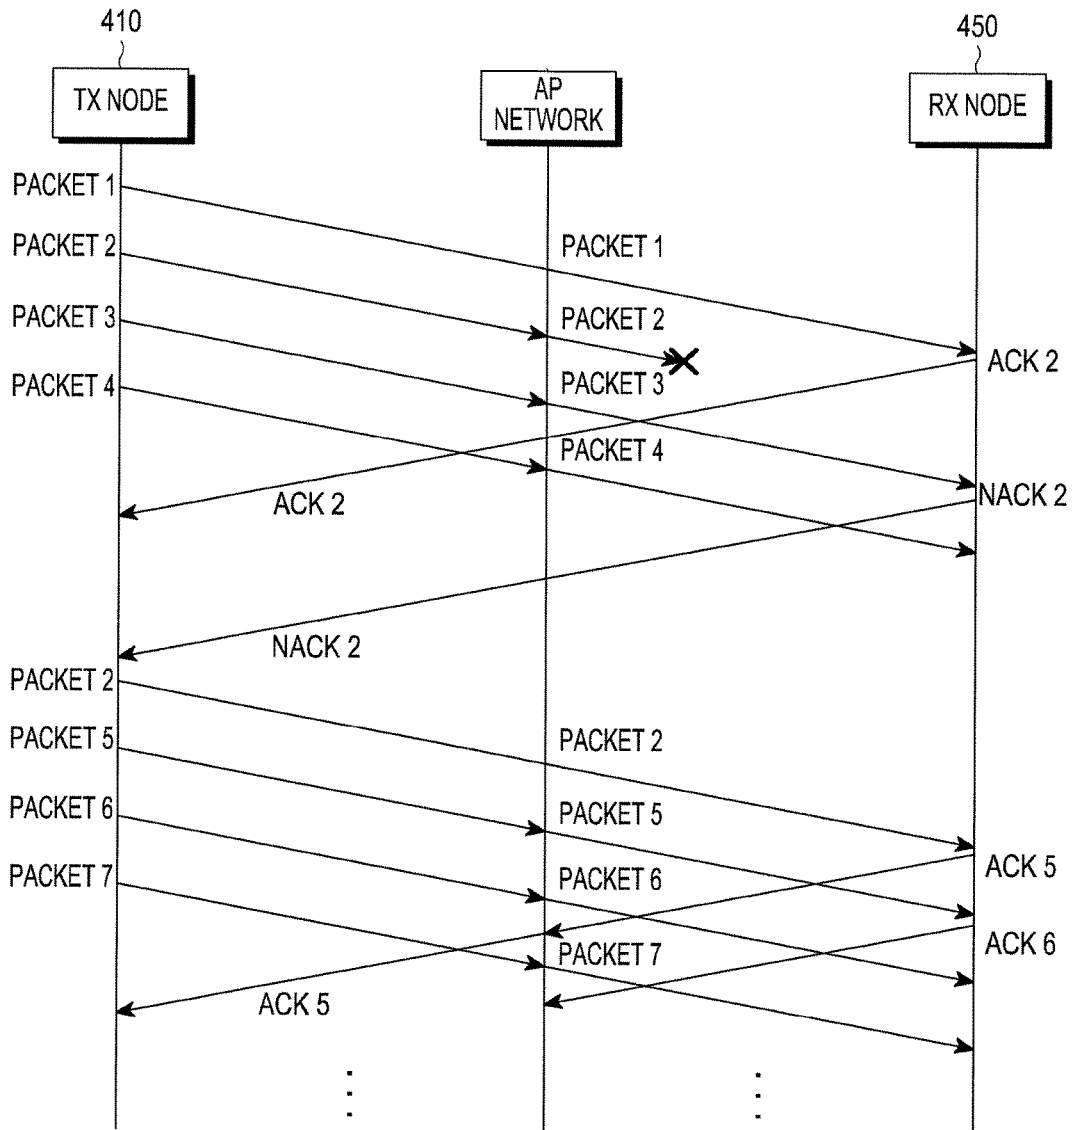 410
450
TX NODE
AP
NETWORK
RX NODE
PACKET 1
PACKET 2
PACKET 1
PACKET 3
PACKET 2
ACK 2
PACKET 4
PACKET 3
PACKET 4
ACK 2
NACK 2
NACK 2
PACKET 2
PACKET 5
PACKET 2
PACKET 6
PACKET 5
ACK 5
PACKET 7
PACKET 6
ACK 6
PACKET 7
ACK 5